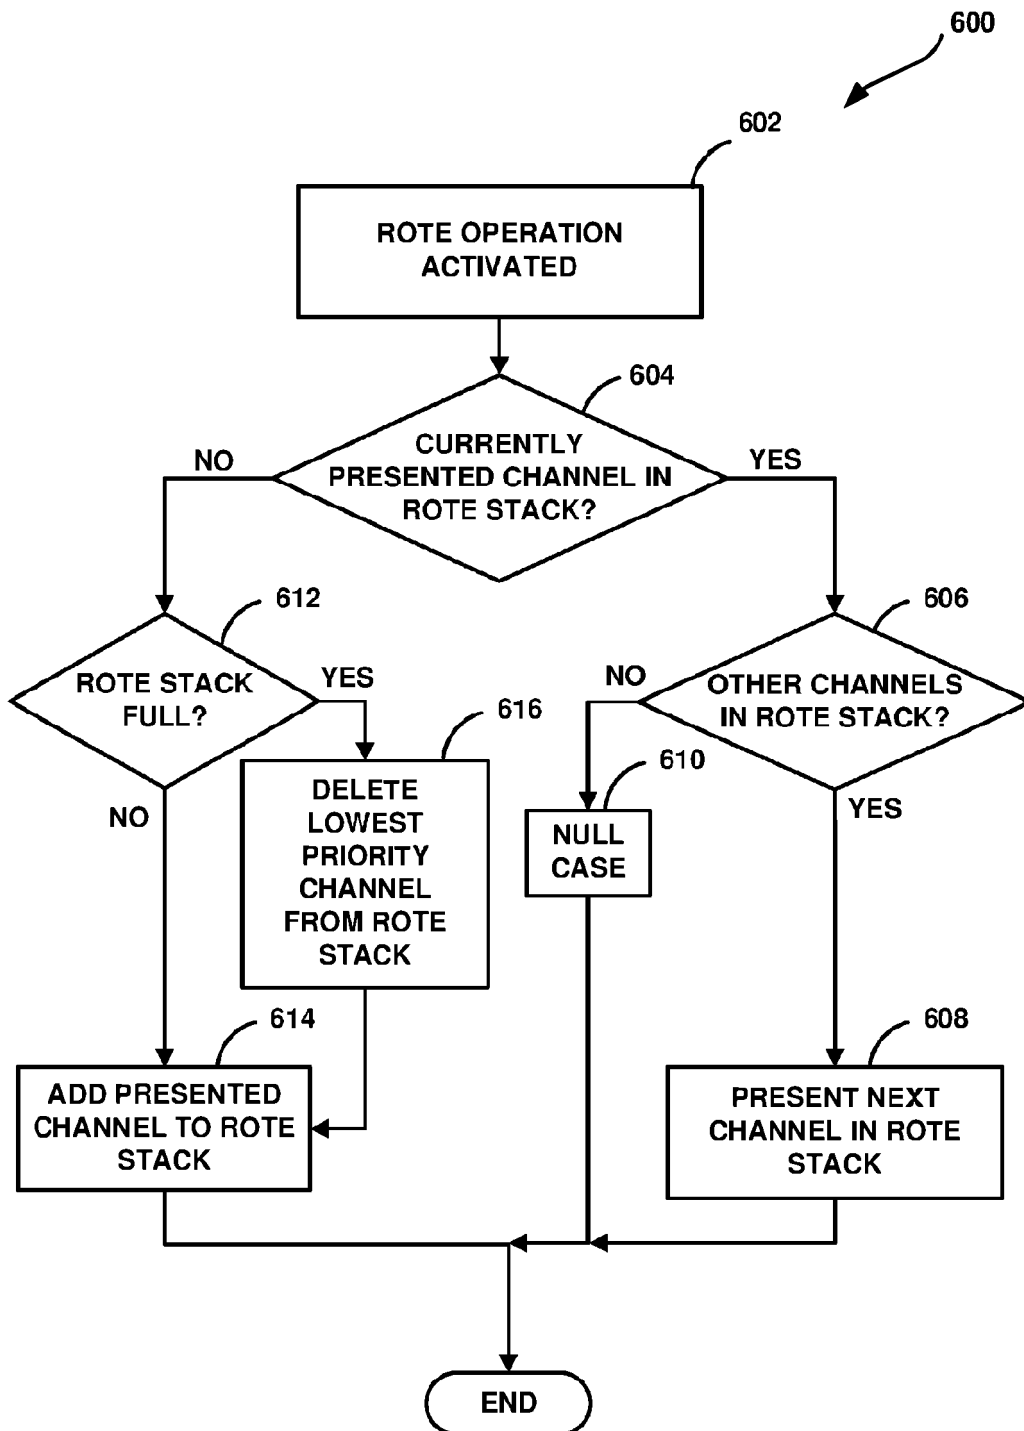 600
602
ROTE OPERATION
ACTIVATED
604
CURRENTLY
PRESENTED CHANNEL IN
ROTE STACK?
NO
YES
612
ROTE STACK
FULL?
YES
NO
606
OTHER CHANNELS
IN ROTE STACK?
NO
YES
616
DELETE
LOWEST
PRIORITY
CHANNEL
FROM ROTE
STACK
610
NULL
CASE
614
ADD PRESENTED
CHANNEL TO ROTE
STACK
608
PRESENT NEXT
CHANNEL IN ROTE
STACK
END